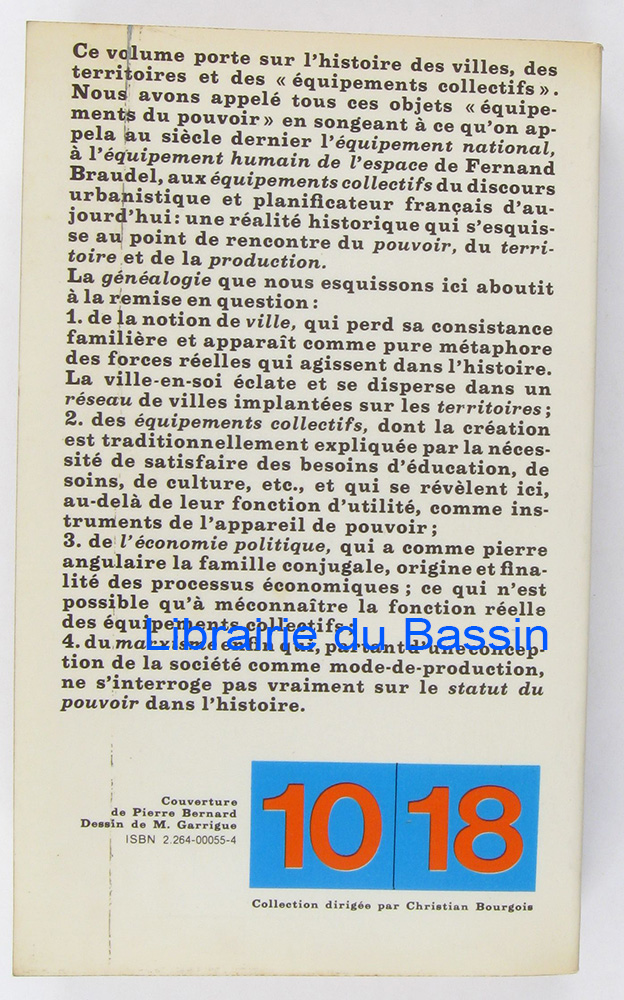 Ce volume porte sur l'histoire des villes, des
territoires et des « équipements collectifs ».
Nous avons appelé tous ces objets « équipe-
ments du pouvoir » en songeant à ce qu'on ap-
pela au siècle dernier l'équipement national,
à l'équipement humain de l'espace de Fernand
Braudel, aux équipements collectifs du discours
urbanistique et planificateur français d'au-
jourd'hui : une réalité historique qui s'esquis-
se au point de rencontre du pouvoir, du terri-
toire et de la production.
La généalogie que nous esquissons ici aboutit
à la remise en question :
1. de la notion de ville, qui perd sa consistance
familière et apparaît comme pure métaphore
des forces réelles qui agissent dans l'histoire.
La ville-en-soi éclate et se disperse dans un
réseau de villes implantées sur les territoires ;
2. des équipements collectifs, dont la création
est traditionnellement expliquée par la néces-
sité de satisfaire des besoins d'éducation, de
soins, de culture, etc., et qui se révèlent ici,
au-delà de leur fonction d'utilité, comme ins-
truments de l'appareil de pouvoir ;
3. de l'économie politique, qui a comme pierre
angulaire la famille conjugale, origine et fina-
lité des processus économiques ; ce qui n'est
possible qu'à méconnaître la fonction réelle
des équipements collectifs ;
Librairie du Bassin
4. du marxisme enfin qui, partant d'une concep-
tion de la société comme mode-de-production,
ne s'interroge pas vraiment sur le statut du
pouvoir dans l'histoire.
Couverture
de Pierre Bernard
Dessin de M. Garrigue
ISBN 2.264-00055-4
10 18
Collection dirigée par Christian Bourgois